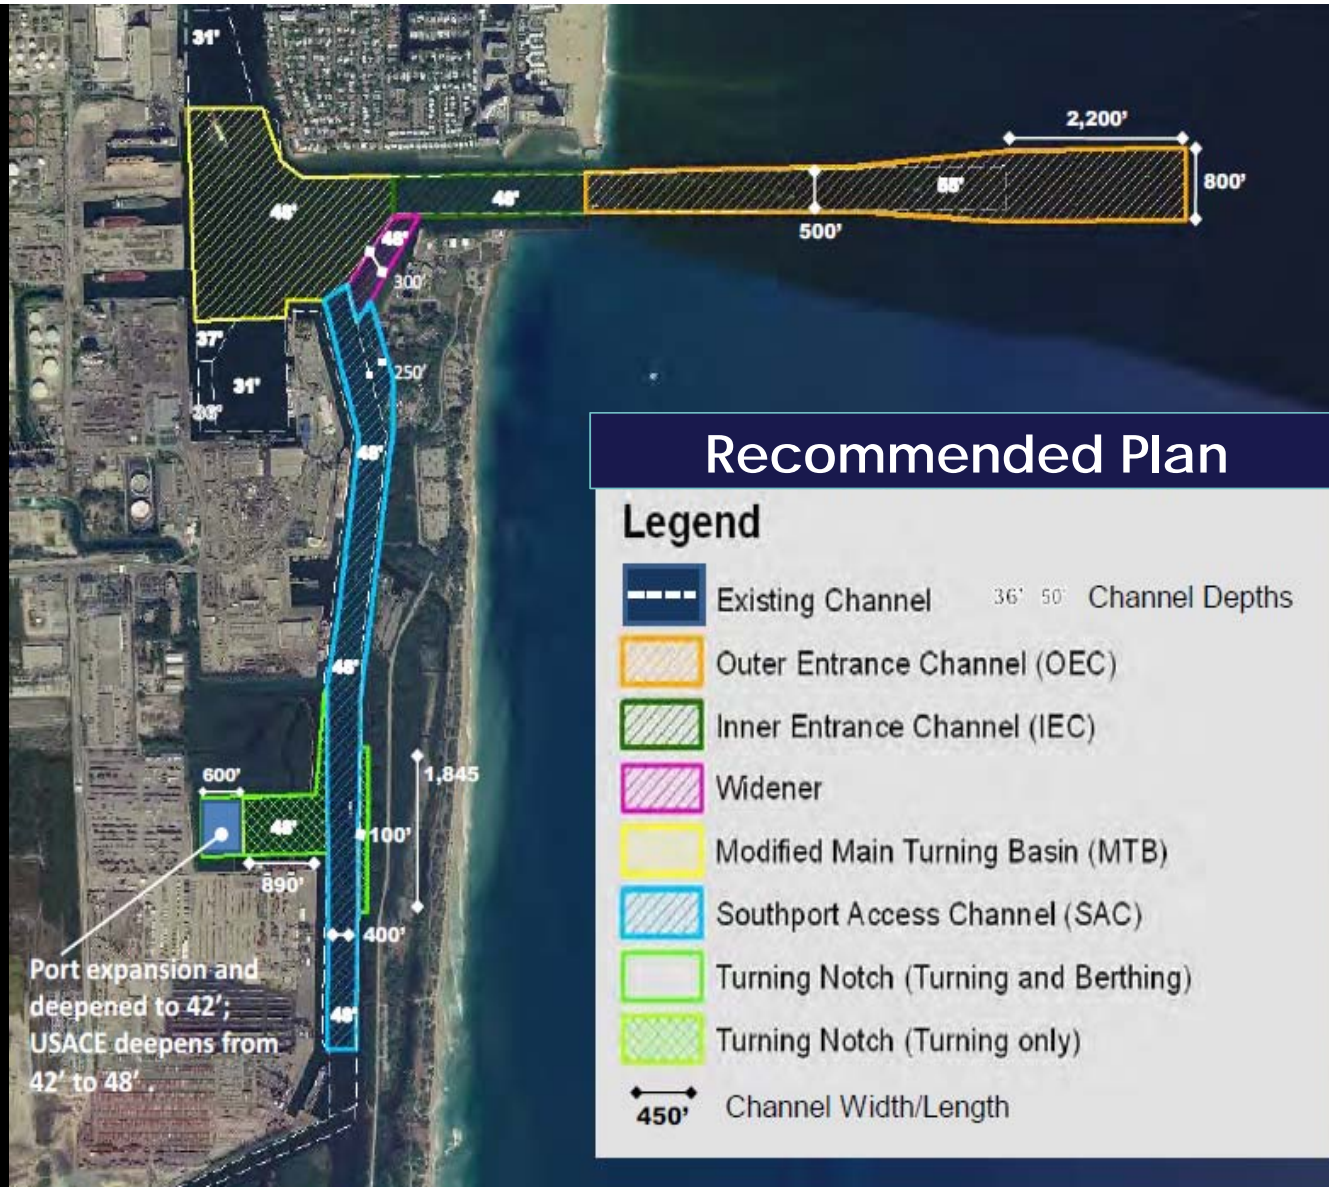 31'
2,200'
48'
48'
55'
800'
500'
48'
300'
37'
250'
31'
36'
Recommended Plan
48'
Legend
Existing Channel 36' 50' Channel Depths
Outer Entrance Channel (OEC)
48'
Inner Entrance Channel (IEC)
600'
1,845
Widener
48'
100'
Modified Main Turning Basin (MTB)
890'
Southport Access Channel (SAC)
400'
Port expansion and
deepened to 42';
USACE deepens from
42' to 48' .
48'
Turning Notch (Turning and Berthing)
Turning Notch (Turning only)
450' Channel Width/Length